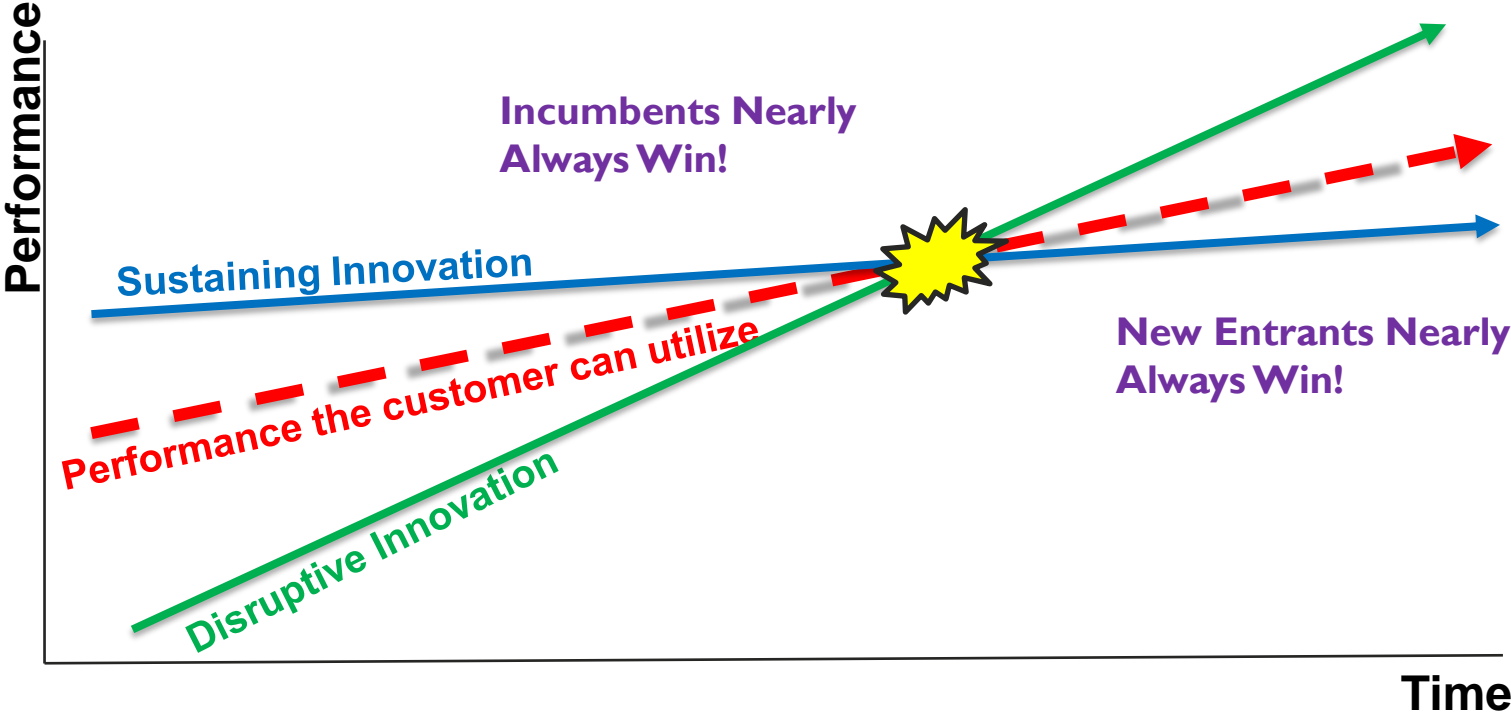 Performance
Incumbents Nearly
Always Win!
Sustaining Innovation
Performance the customer can utilize
Disruptive Innovation
New Entrants Nearly
Always Win!
Time